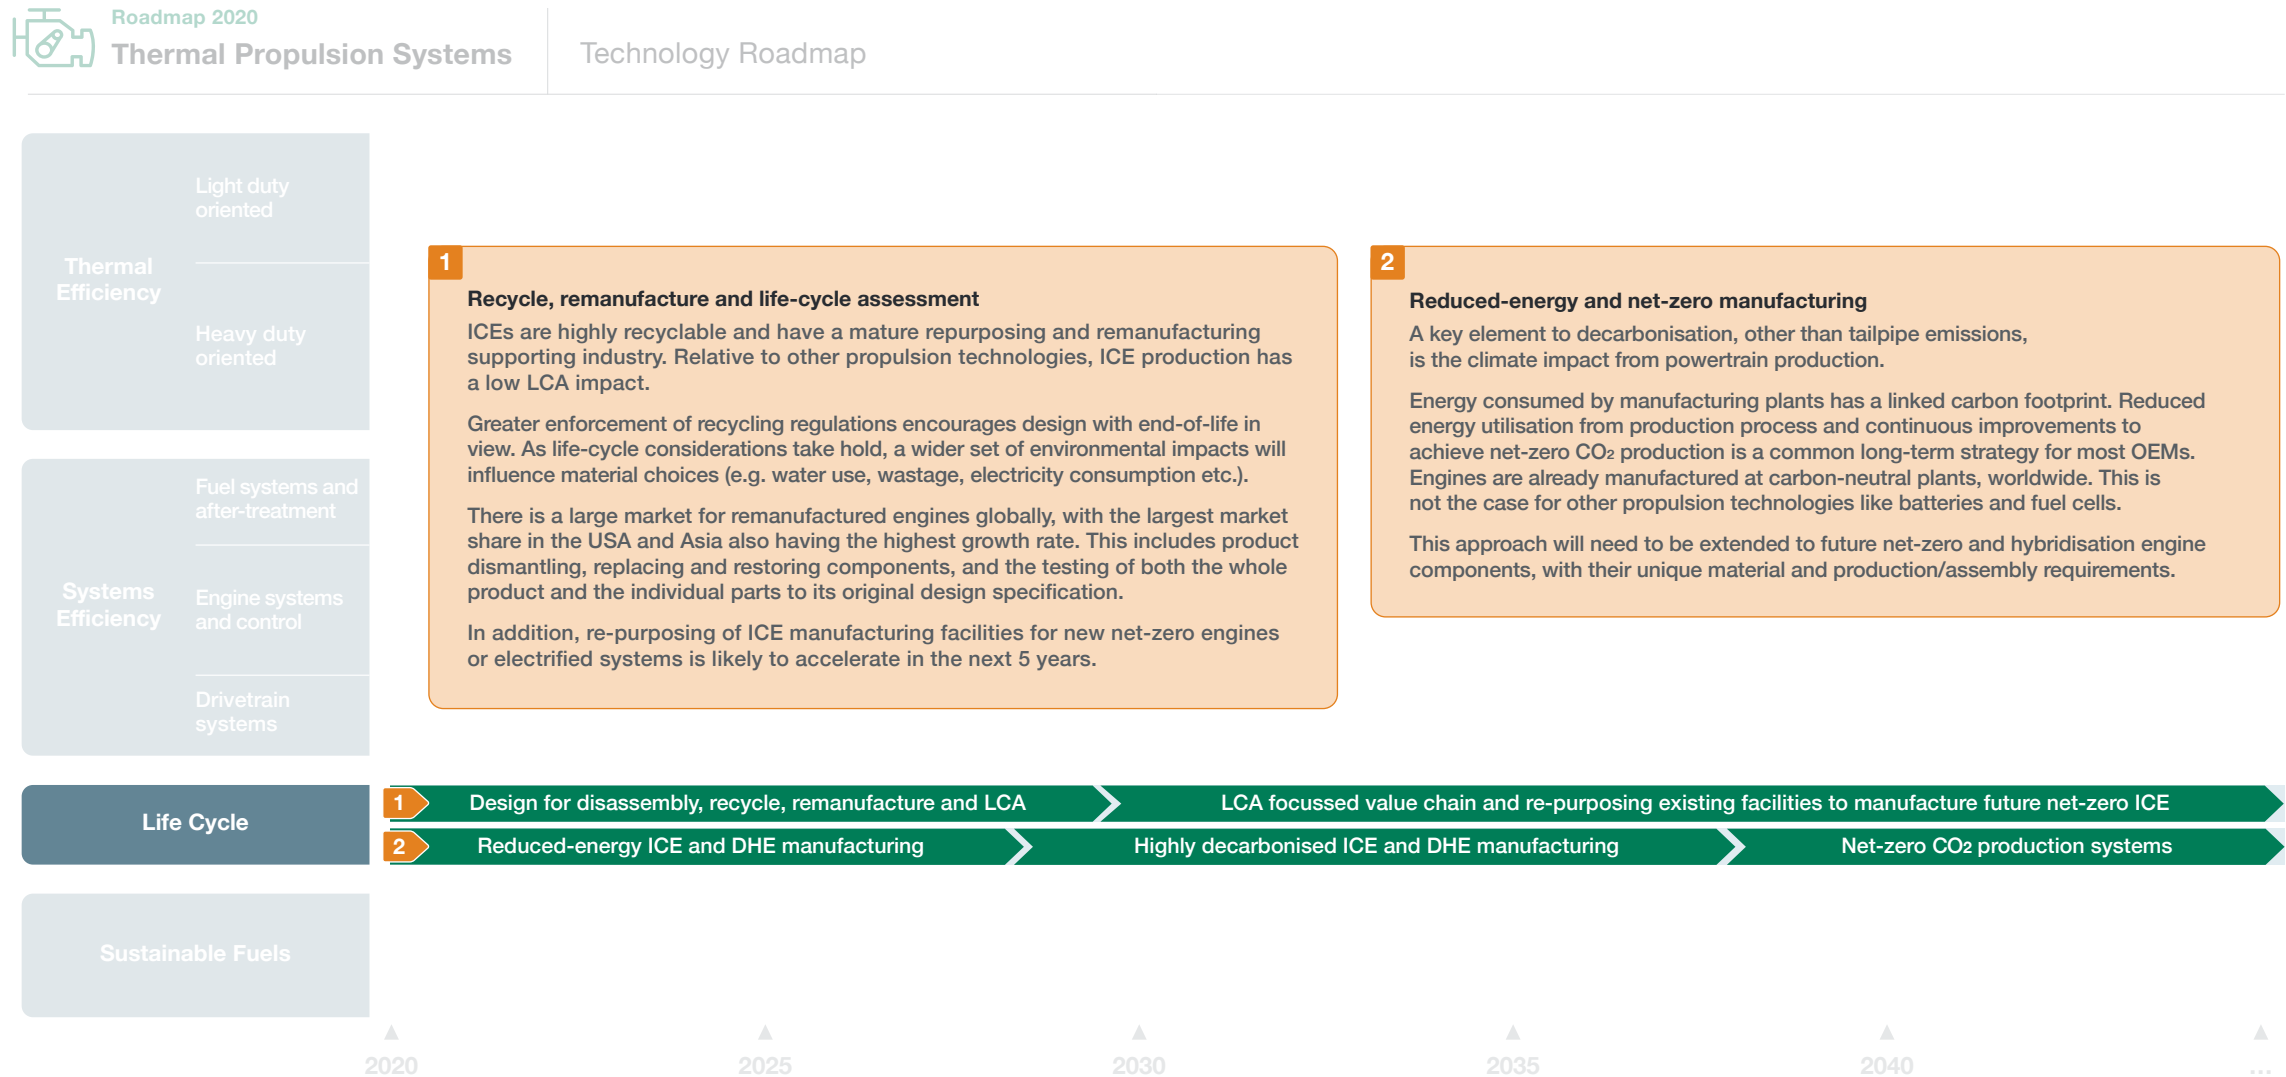 Roadmap 2020
Thermal Propulsion Systems
Technology Roadmap
Thermal
Efficiency
Light duty
oriented
Heavy duty
oriented
Systems
Efficiency
Fuel systems and
after-treatment
Engine systems
and control
Drivetrain
systems
1
Recycle, remanufacture and life-cycle assessment
ICEs are highly recyclable and have a mature repurposing and remanufacturing
supporting industry. Relative to other propulsion technologies, ICE production has
a low LCA impact.
Greater enforcement of recycling regulations encourages design with end-of-life in
view. As life-cycle considerations take hold, a wider set of environmental impacts will
influence material choices (e.g. water use, wastage, electricity consumption etc.).
There is a large market for remanufactured engines globally, with the largest market
share in the USA and Asia also having the highest growth rate. This includes product
dismantling, replacing and restoring components, and the testing of both the whole
product and the individual parts to its original design specification.
In addition, re-purposing of ICE manufacturing facilities for new net-zero engines
or electrified systems is likely to accelerate in the next 5 years.
2
Reduced-energy and net-zero manufacturing
A key element to decarbonisation, other than tailpipe emissions,
is the climate impact from powertrain production.
Energy consumed by manufacturing plants has a linked carbon footprint. Reduced
energy utilisation from production process and continuous improvements to
achieve net-zero CO₂ production is a common long-term strategy for most OEMs.
Engines are already manufactured at carbon-neutral plants, worldwide. This is
not the case for other propulsion technologies like batteries and fuel cells.
This approach will need to be extended to future net-zero and hybridisation engine
components, with their unique material and production/assembly requirements.
Life Cycle
1 Design for disassembly, recycle, remanufacture and LCA
LCA focussed value chain and re-purposing existing facilities to manufacture future net-zero ICE
2 Reduced-energy ICE and DHE manufacturing
Highly decarbonised ICE and DHE manufacturing
Net-zero CO₂ production systems
Sustainable Fuels
2020 2025 2030 2035 2040 ...